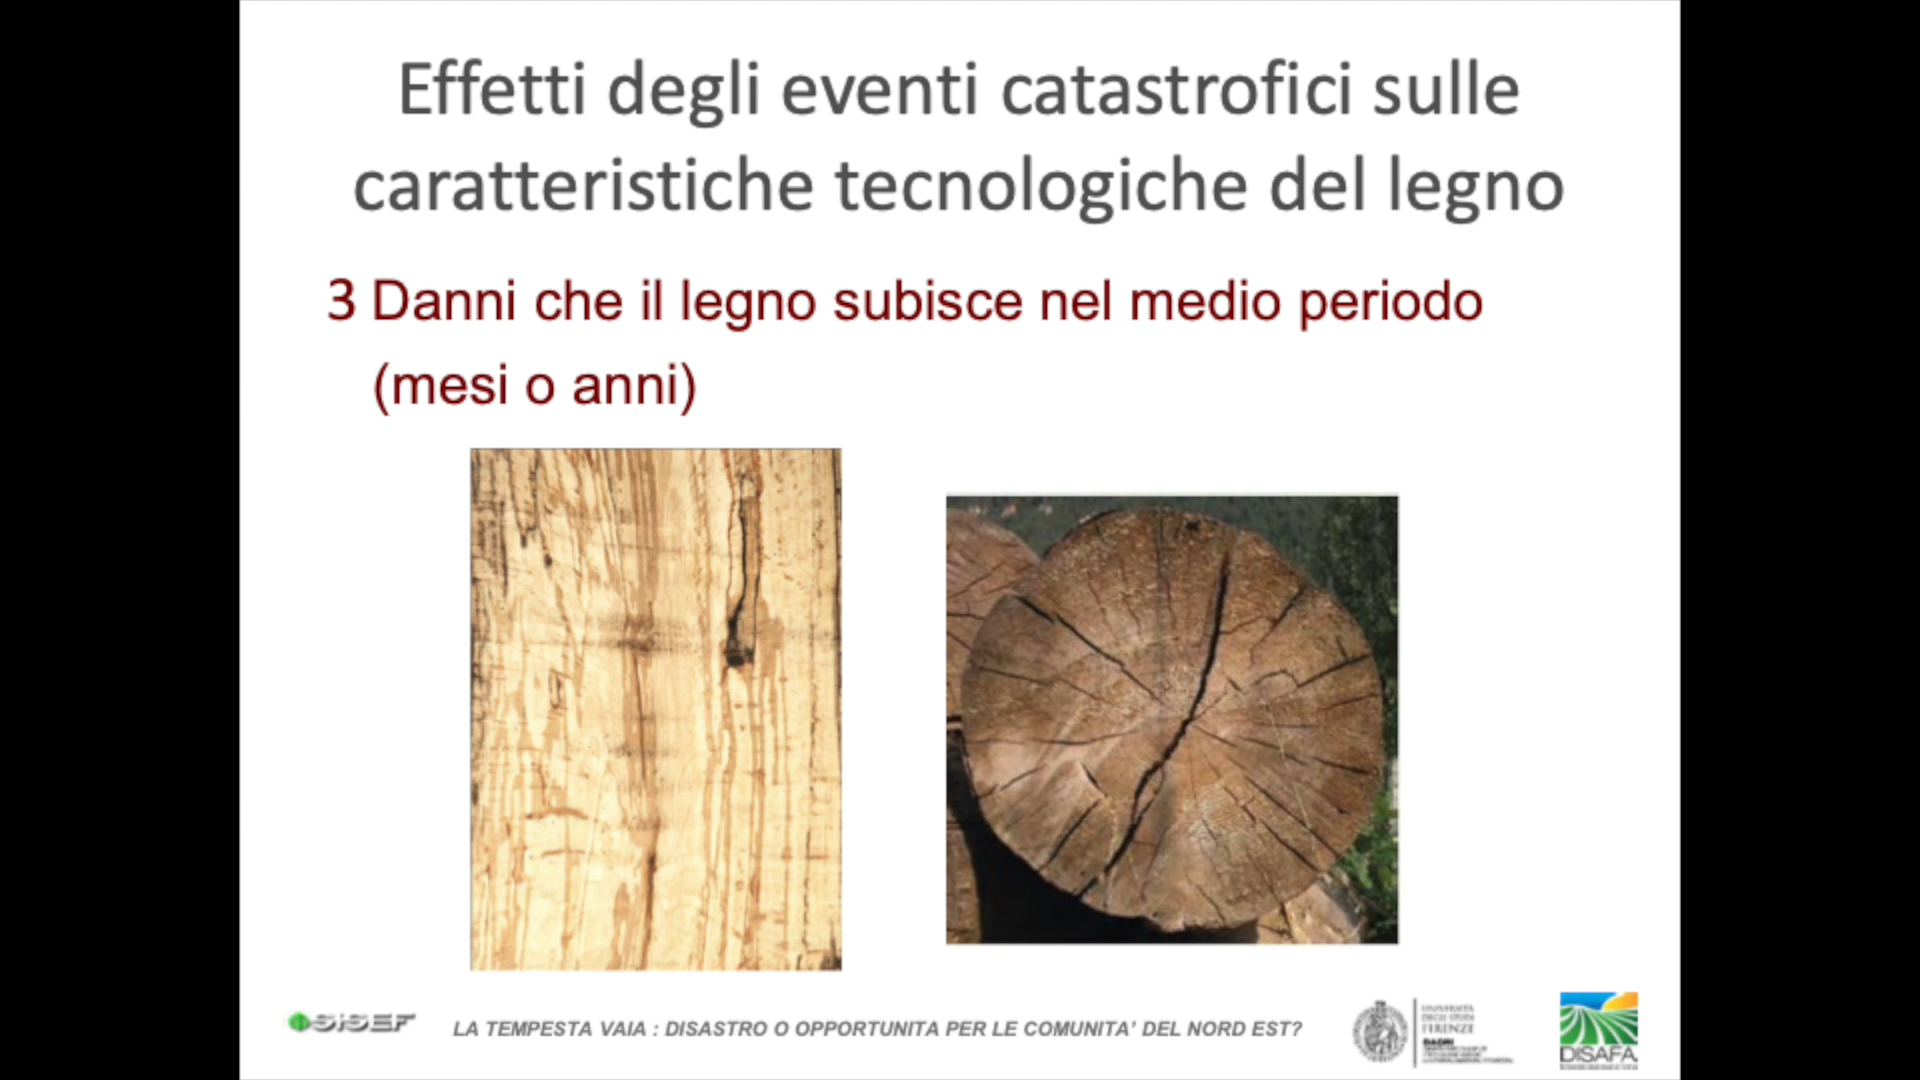 Effetti degli eventi catastrofici sulle
caratteristiche tecnologiche del legno
3 Danni che il legno subisce nel medio periodo
(mesi o anni)
SISEF
LA TEMPESTA VAIA : DISASTRO O OPPORTUNITA PER LE COMUNITA' DEL NORD EST?
UNIVERSITÀ
DEGLI STUDI
FIRENZE
DAGRI
DISAFA